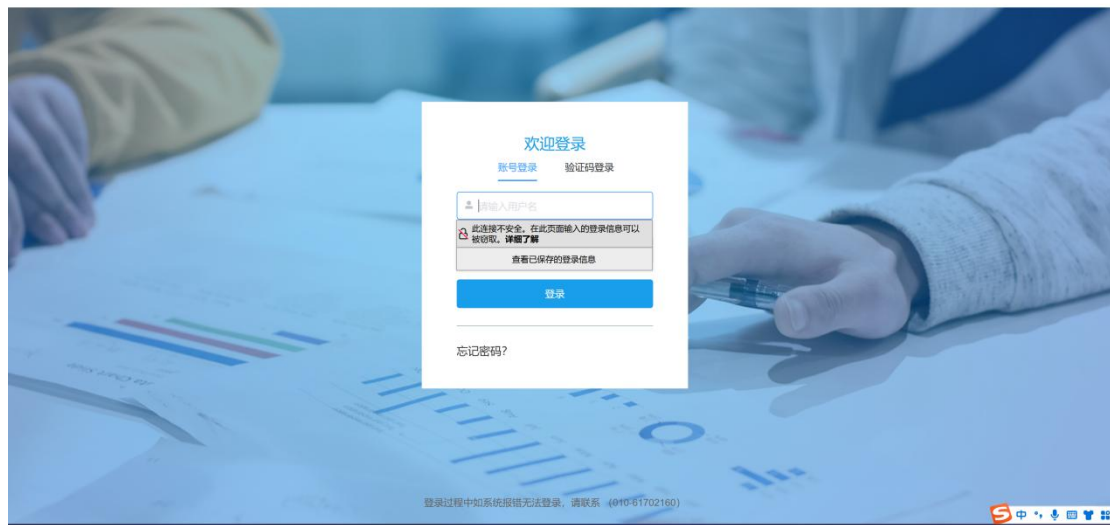 欢迎登录
账号登录 验证码登录
请输入用户名
此连接不安全。在此页面输入的登录信息可以
被窃取。详细了解
查看已保存的登录信息
登录
忘记密码?
登录过程中如系统报错无法登录，请联系 (010-61702160)
中